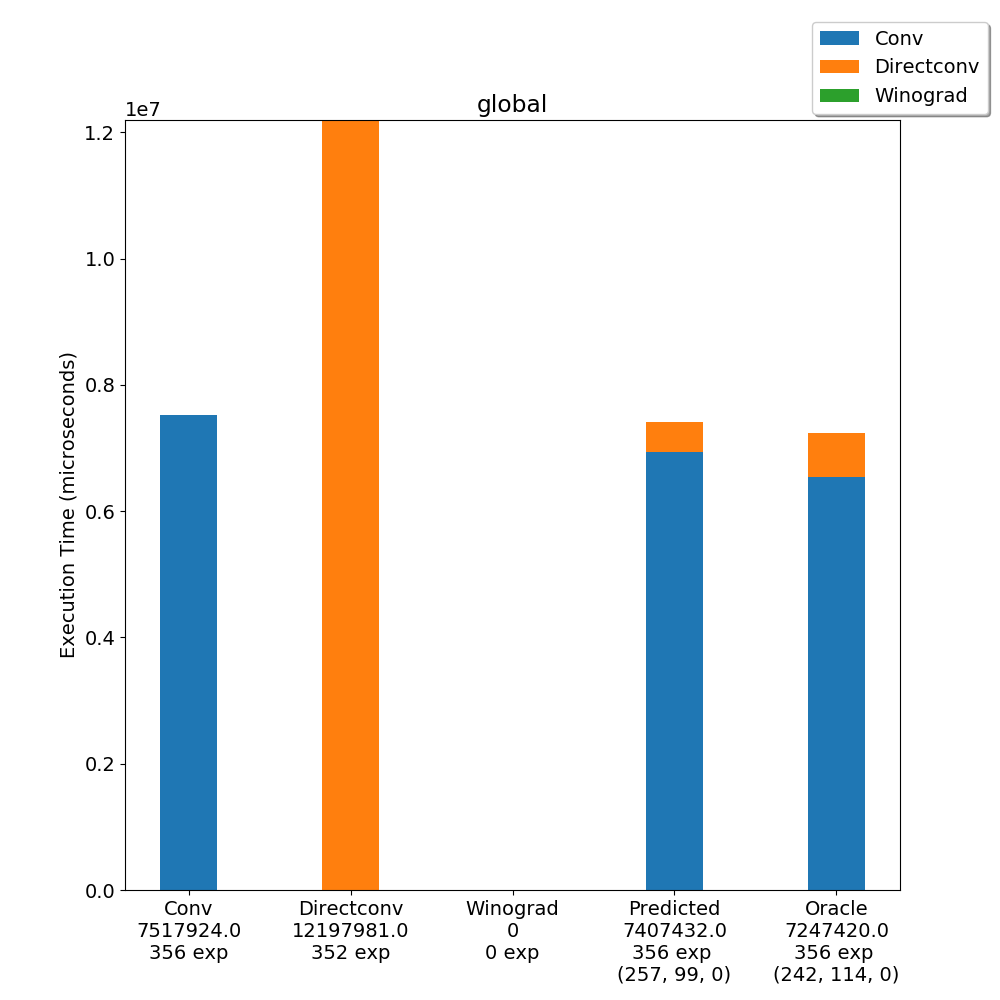 Conv
Directconv
Winograd
global
1e7
1.2
1.0
0.8
0.6
0.4
0.2
0.0
Execution Time (microseconds)
Conv
7517924.0
356 exp
Directconv
12197981.0
352 exp
Winograd
0
0 exp
Predicted
7407432.0
356 exp
(257, 99, 0)
Oracle
7247420.0
356 exp
(242, 114, 0)